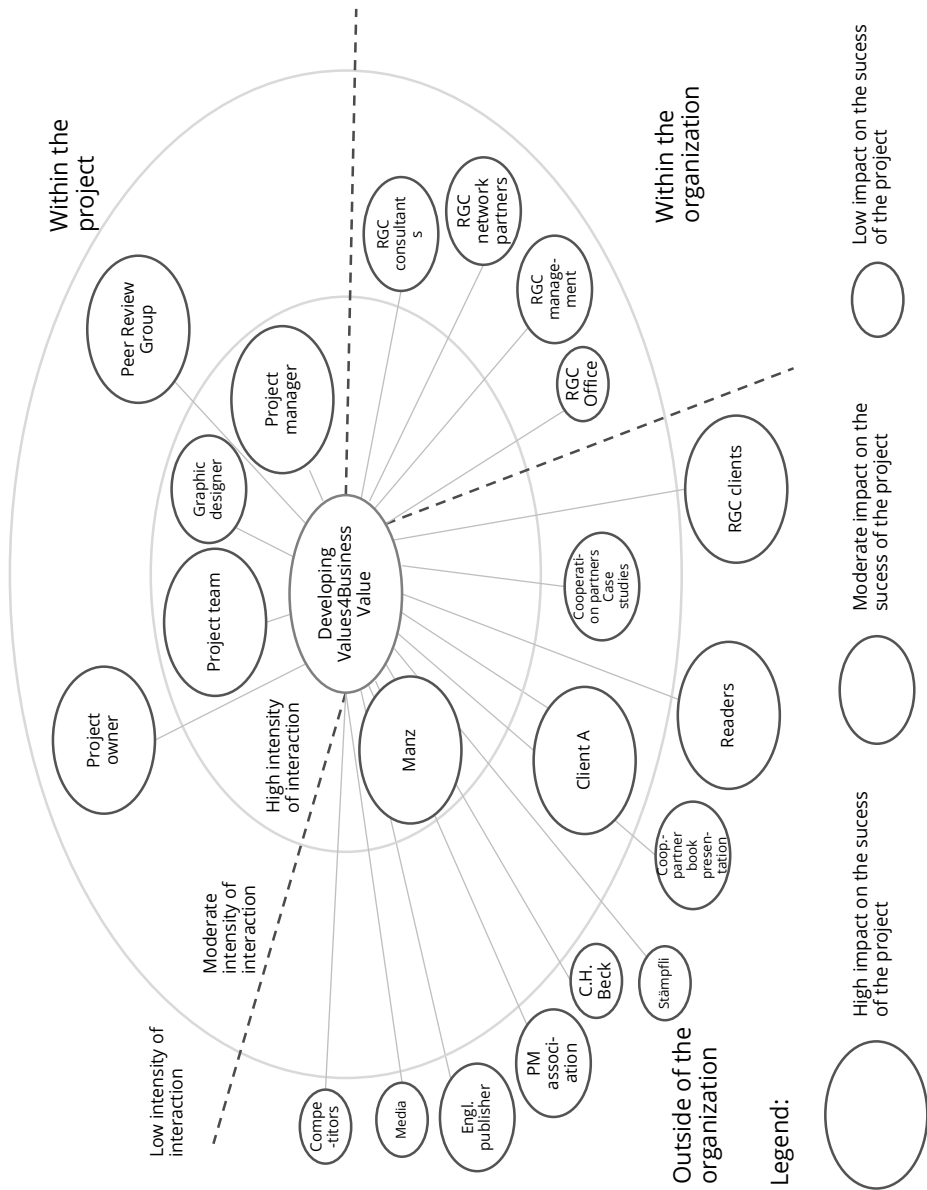 Within the
project
Peer Review
Group
Project
manager
Graphic
designer
Project team
Project
owner
Developing
Values4Business
Value
High intensity
of interaction
Moderate
intensity of
interaction
Low intensity of
interaction
RGC
consultant
s
RGC
network
partners
RGC
manage-
ment
RGC
Office
Within the
organization
RGC clients
Cooperati-
on partners
Case
studies
Readers
Client A
Manz
Coop.-
partner
book
presen-
tation
Stämpfli
C.H.
Beck
PM
associ-
ation
Engl.
publisher
Media
Compe
-titors
Outside of the
organization
Legend:
High impact on the sucess
of the project
Moderate impact on the
sucess of the project
Low impact on the sucess
of the project